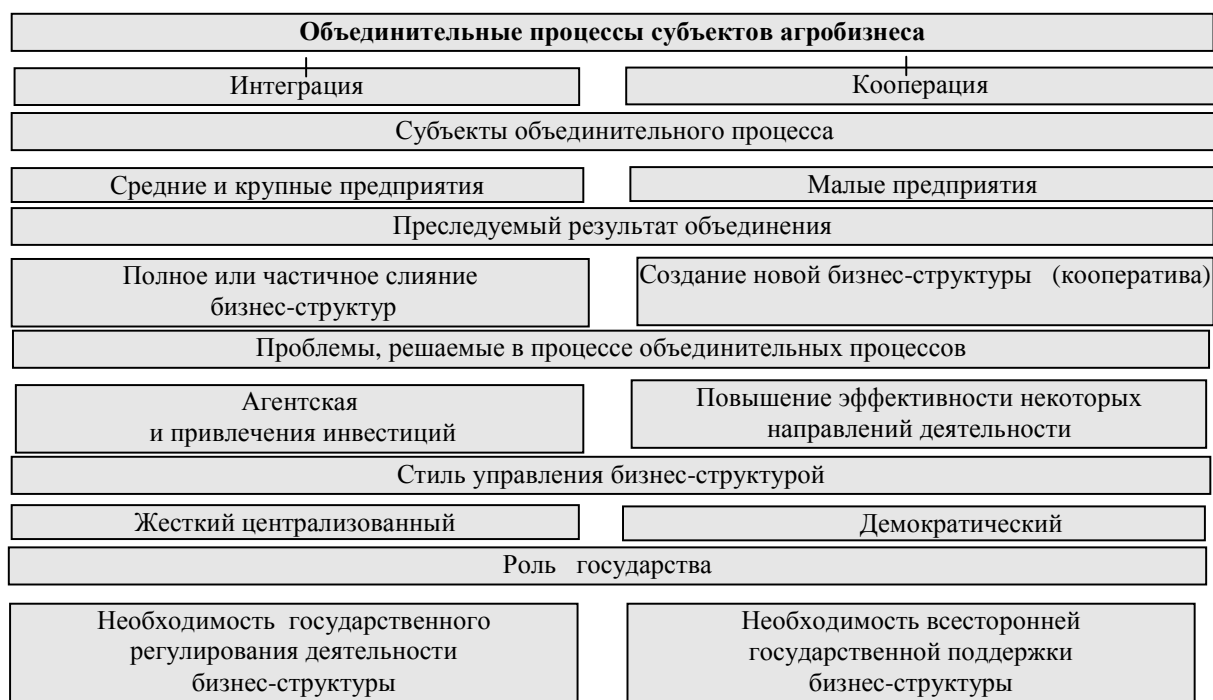 Объединительные процессы субъектов агробизнеса
Интеграция
Кооперация
Субъекты объединительного процесса
Средние и крупные предприятия
Малые предприятия
Преследуемый результат объединения
Полное или частичное слияние
бизнес-структур
Создание новой бизнес-структуры (кооператива)
Проблемы, решаемые в процессе объединительных процессов
Агентская
и привлечения инвестиций
Повышение эффективности некоторых
направлений деятельности
Стиль управления бизнес-структурой
Жесткий централизованный
Демократический
Роль государства
Необходимость государственного
регулирования деятельности
бизнес-структуры
Необходимость всесторонней
государственной поддержки
бизнес-структуры